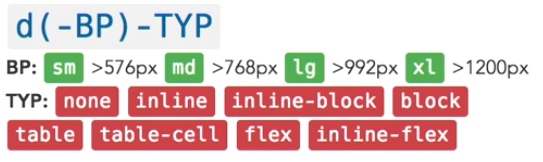 d(-BP)-TYP
BP: sm >576px md >768px lg >992px xl >1200px
TYP: none inline inline-block block
table table-cell flex inline-flex